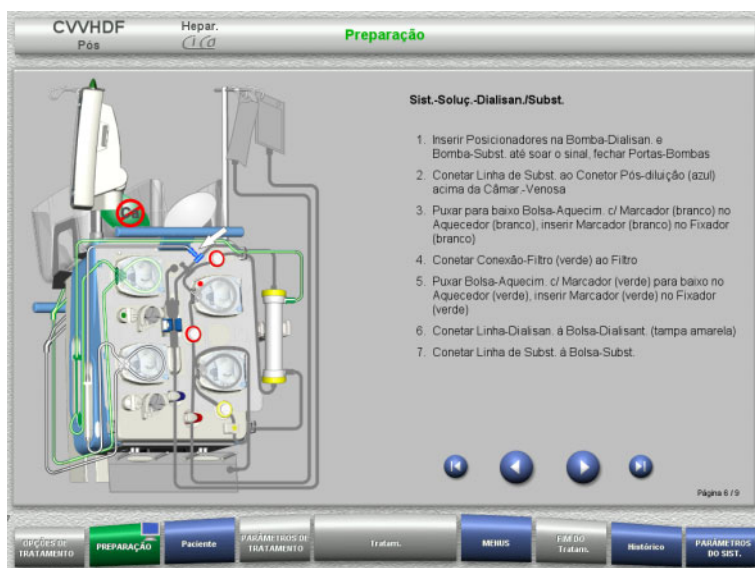 CVVHDF
Pós
Hepar.
Ci Ca
Preparação
Ca
Sist.-Soluç.-Dialisan./Subst.
1. Inserir Posicionadores na Bomba-Dialisan. e
Bomba-Subst. até soar o sinal, fechar Portas-Bombas
2. Conetar Linha de Subst. ao Conetor Pós-diluição (azul)
acima da Câmar.-Venosa
3. Puxar para baixo Bolsa-Aquecim. c/ Marcador (branco) no
Aquecedor (branco), inserir Marcador (branco) no Fixador
(branco)
4. Conetar Conexão-Filtro (verde) ao Filtro
5. Puxar Bolsa-Aquecim. c/ Marcador (verde) para baixo no
Aquecedor (verde), inserir Marcador (verde) no Fixador
(verde)
6. Conetar Linha-Dialisan. á Bolsa-Dialisant. (tampa amarela)
7. Conetar Linha de Subst. á Bolsa-Subst.
Página 6 / 9
OPÇÕES DE
TRATAMENTO
PREPARAÇÃO
Paciente
PARÂMETROS DE
TRATAMENTO
Tratam.
MENUS
FIM DO
Tratam.
Histórico
PARÂMETROS
DO SIST.